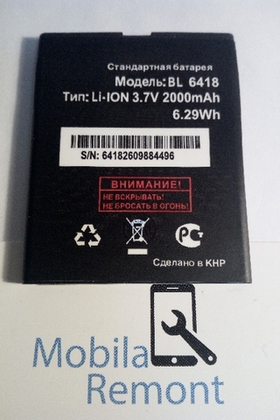 Стандартная батарея
Модель: BL 6418
Тип: Li-ION 3.7V 2000mAh
6.29Wh
S/N: 64182609884496
ВНИМАНИЕ!
НЕ ВСКРЫВАТЬ!
НЕ БРОСАТЬ В ОГОНЬ!
Сделано в КНР
Mobila
Remont